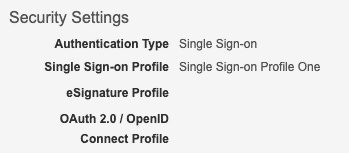 Security Settings
Authentication Type Single Sign-on
Single Sign-on Profile Single Sign-on Profile One
eSignature Profile
OAuth 2.0 / OpenID
Connect Profile